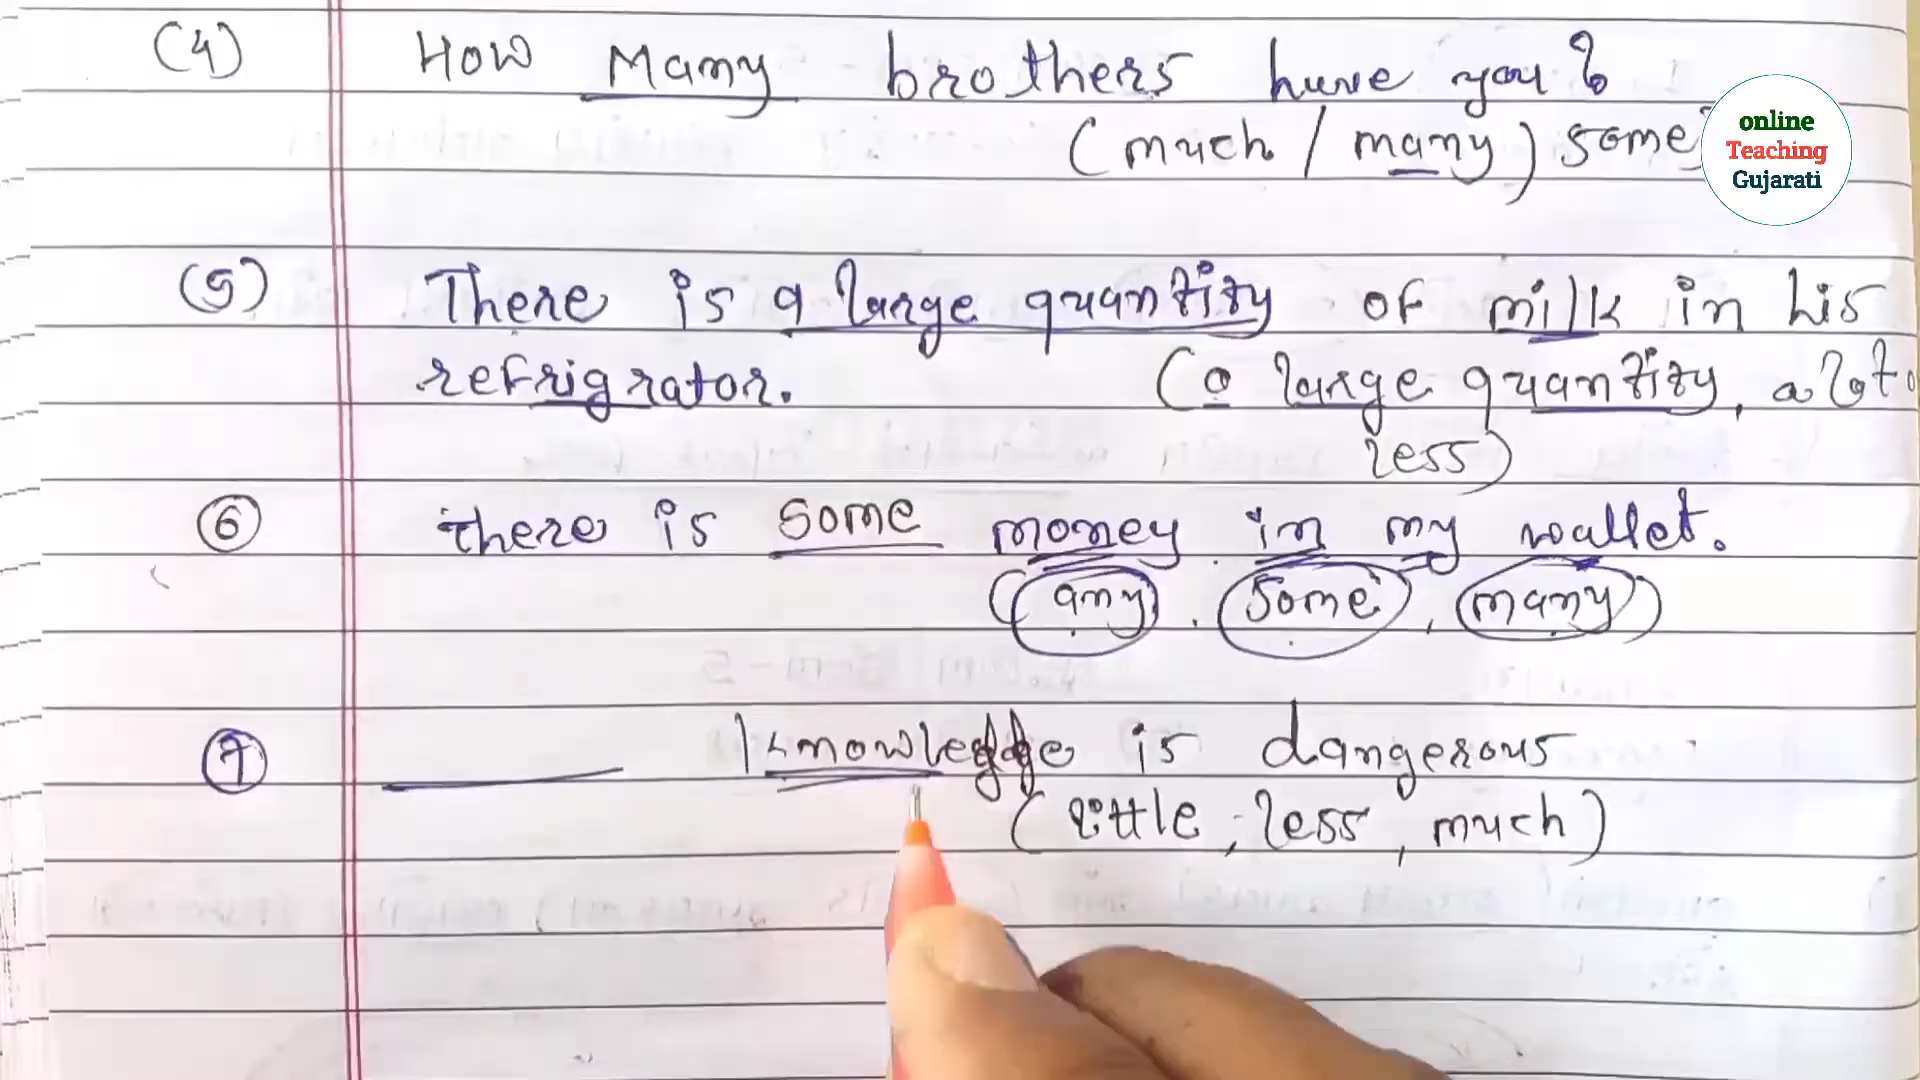 (4) How Many brothers have you?
(much / many) some
online
Teaching
Gujarati
(5) There is a large quantity of milk in his
refrigrator. (a large quantity, a lot o
less)
(6) there is some money in my wallet.
(any, some, many)
(7) ______ knowledge is dangerous
(little, less, much)